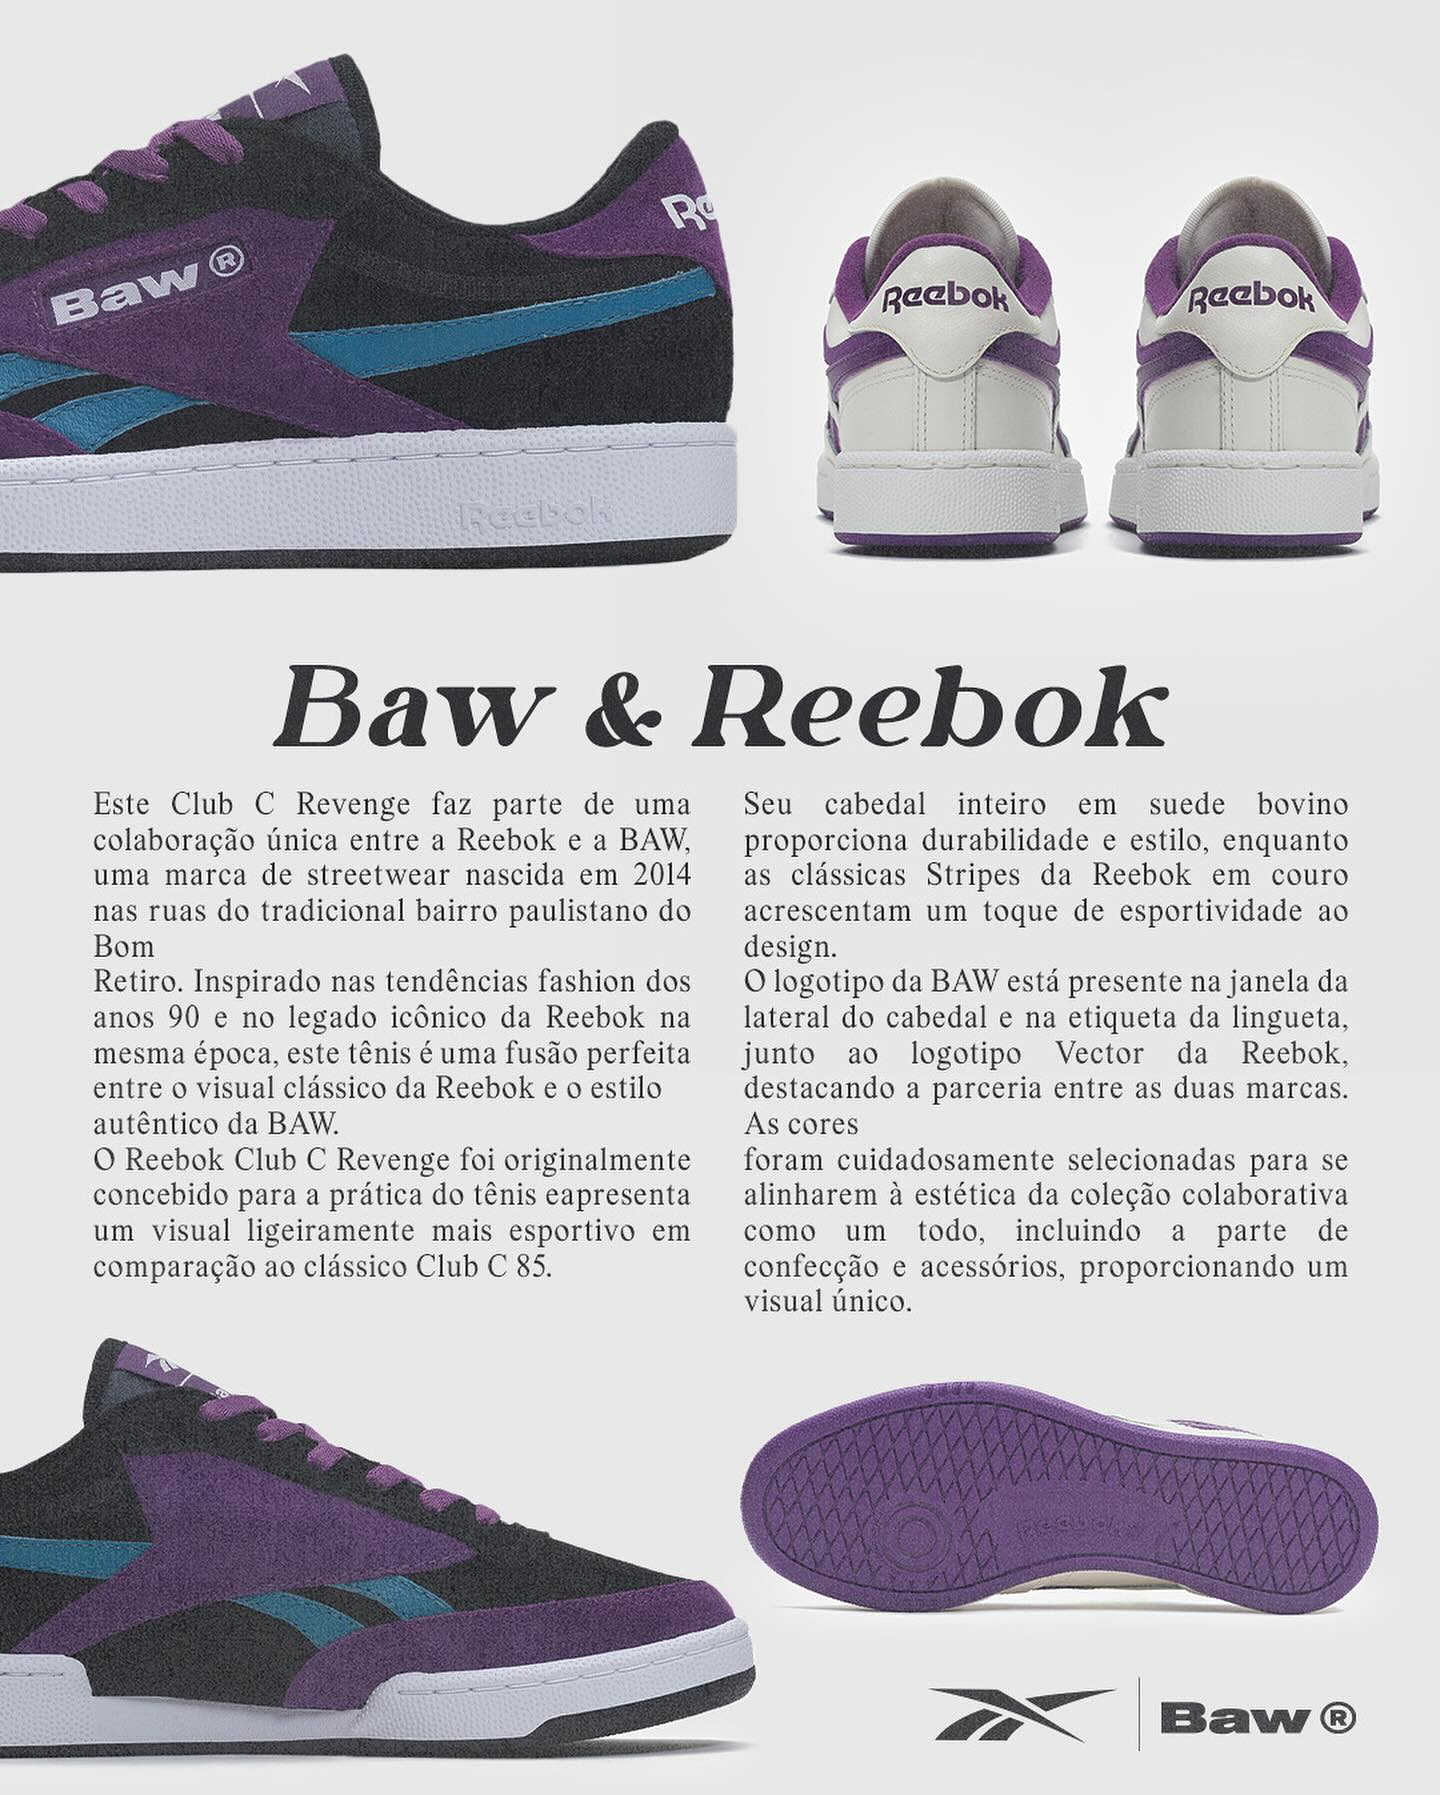 Baw ®
Re
Reebok
Reebok
Reebok
Baw & Reebok
Este Club C Revenge faz parte de uma
colaboração única entre a Reebok e a BAW,
uma marca de streetwear nascida em 2014
nas ruas do tradicional bairro paulistano do
Bom
Retiro. Inspirado nas tendências fashion dos
anos 90 e no legado icônico da Reebok na
mesma época, este tênis é uma fusão perfeita
entre o visual clássico da Reebok e o estilo
autêntico da BAW.
O Reebok Club C Revenge foi originalmente
concebido para a prática do tênis eapresenta
um visual ligeiramente mais esportivo em
comparação ao clássico Club C 85.
Seu cabedal inteiro em suede bovino
proporciona durabilidade e estilo, enquanto
as clássicas Stripes da Reebok em couro
acrescentam um toque de esportividade ao
design.
O logotipo da BAW está presente na janela da
lateral do cabedal e na etiqueta da lingueta,
junto ao logotipo Vector da Reebok,
destacando a parceria entre as duas marcas.
As cores
foram cuidadosamente selecionadas para se
alinharem à estética da coleção colaborativa
como um todo, incluindo a parte de
confecção e acessórios, proporcionando um
visual único.
Reebok
Baw ®